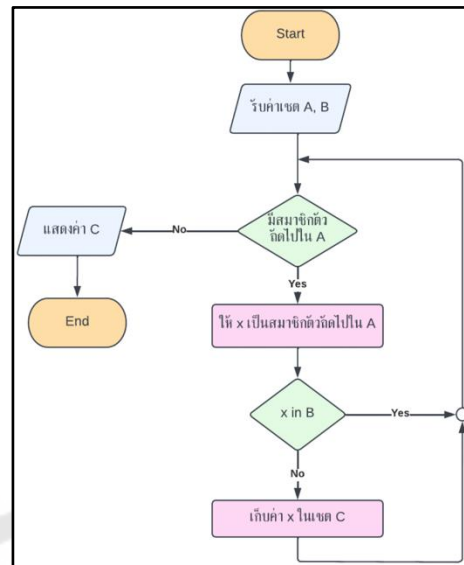 Start
รับค่าเซต A, B
มีสมาชิกตัว
ถัดไปใน A
No
แสดงค่า C
End
Yes
ให้ x เป็นสมาชิกตัวถัดไปใน A
x in B
Yes
No
เก็บค่า x ในเซต C